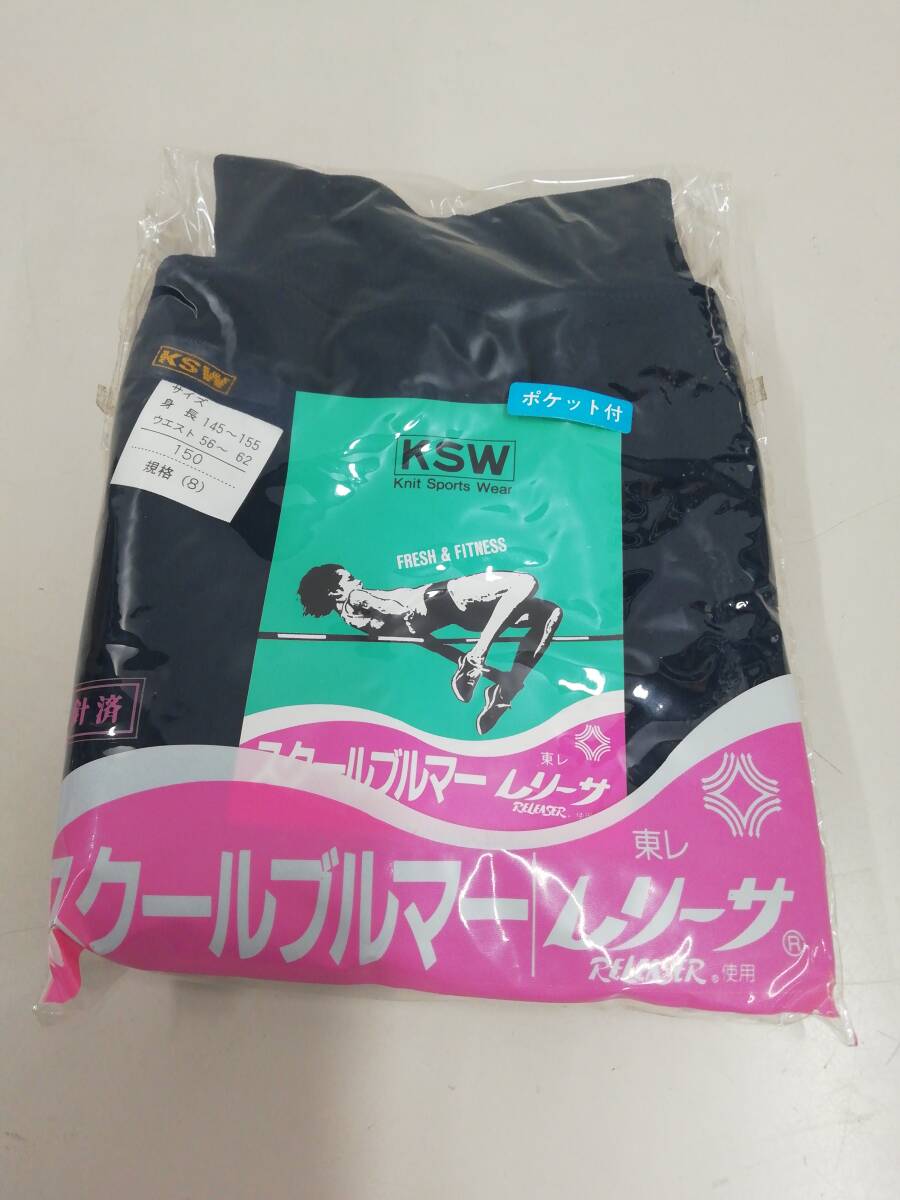 KSW
サイズ
身長 145～155
ウエスト 56～ 62
150
規格 (8)
ポケット付
KSW
Knit Sports Wear
FRESH & FITNESS
針済
スクールブルマー
東レ
レリーサ
RELEASER.
スクールブルマー
東レ
レリーサ®
RELEASER®使用